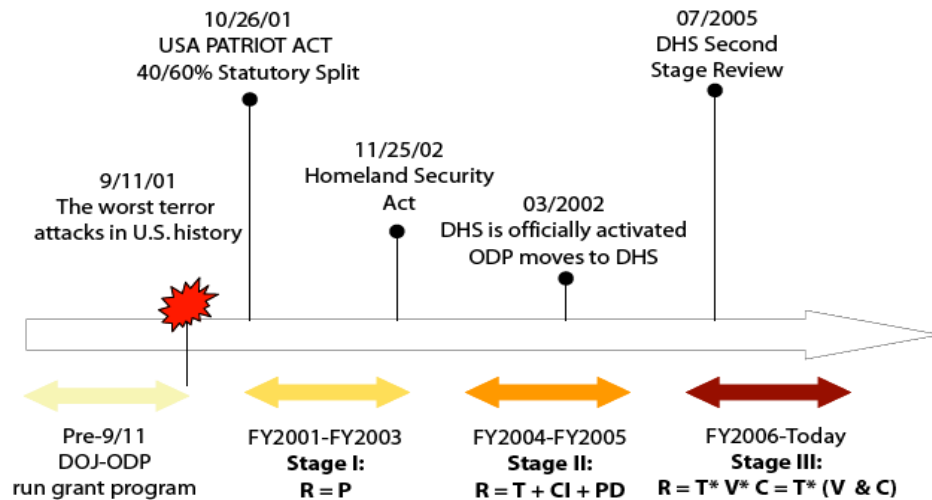 10/26/01
USA PATRIOT ACT
40/60% Statutory Split
07/2005
DHS Second
Stage Review
11/25/02
Homeland Security
Act
9/11/01
The worst terror
attacks in U.S. history
03/2002
DHS is officially activated
ODP moves to DHS
Pre-9/11
DOJ-ODP
run grant program
FY2001-FY2003
Stage I:
R = P
FY2004-FY2005
Stage II:
R = T + CI + PD
FY2006-Today
Stage III:
R = T* V* C = T* (V & C)